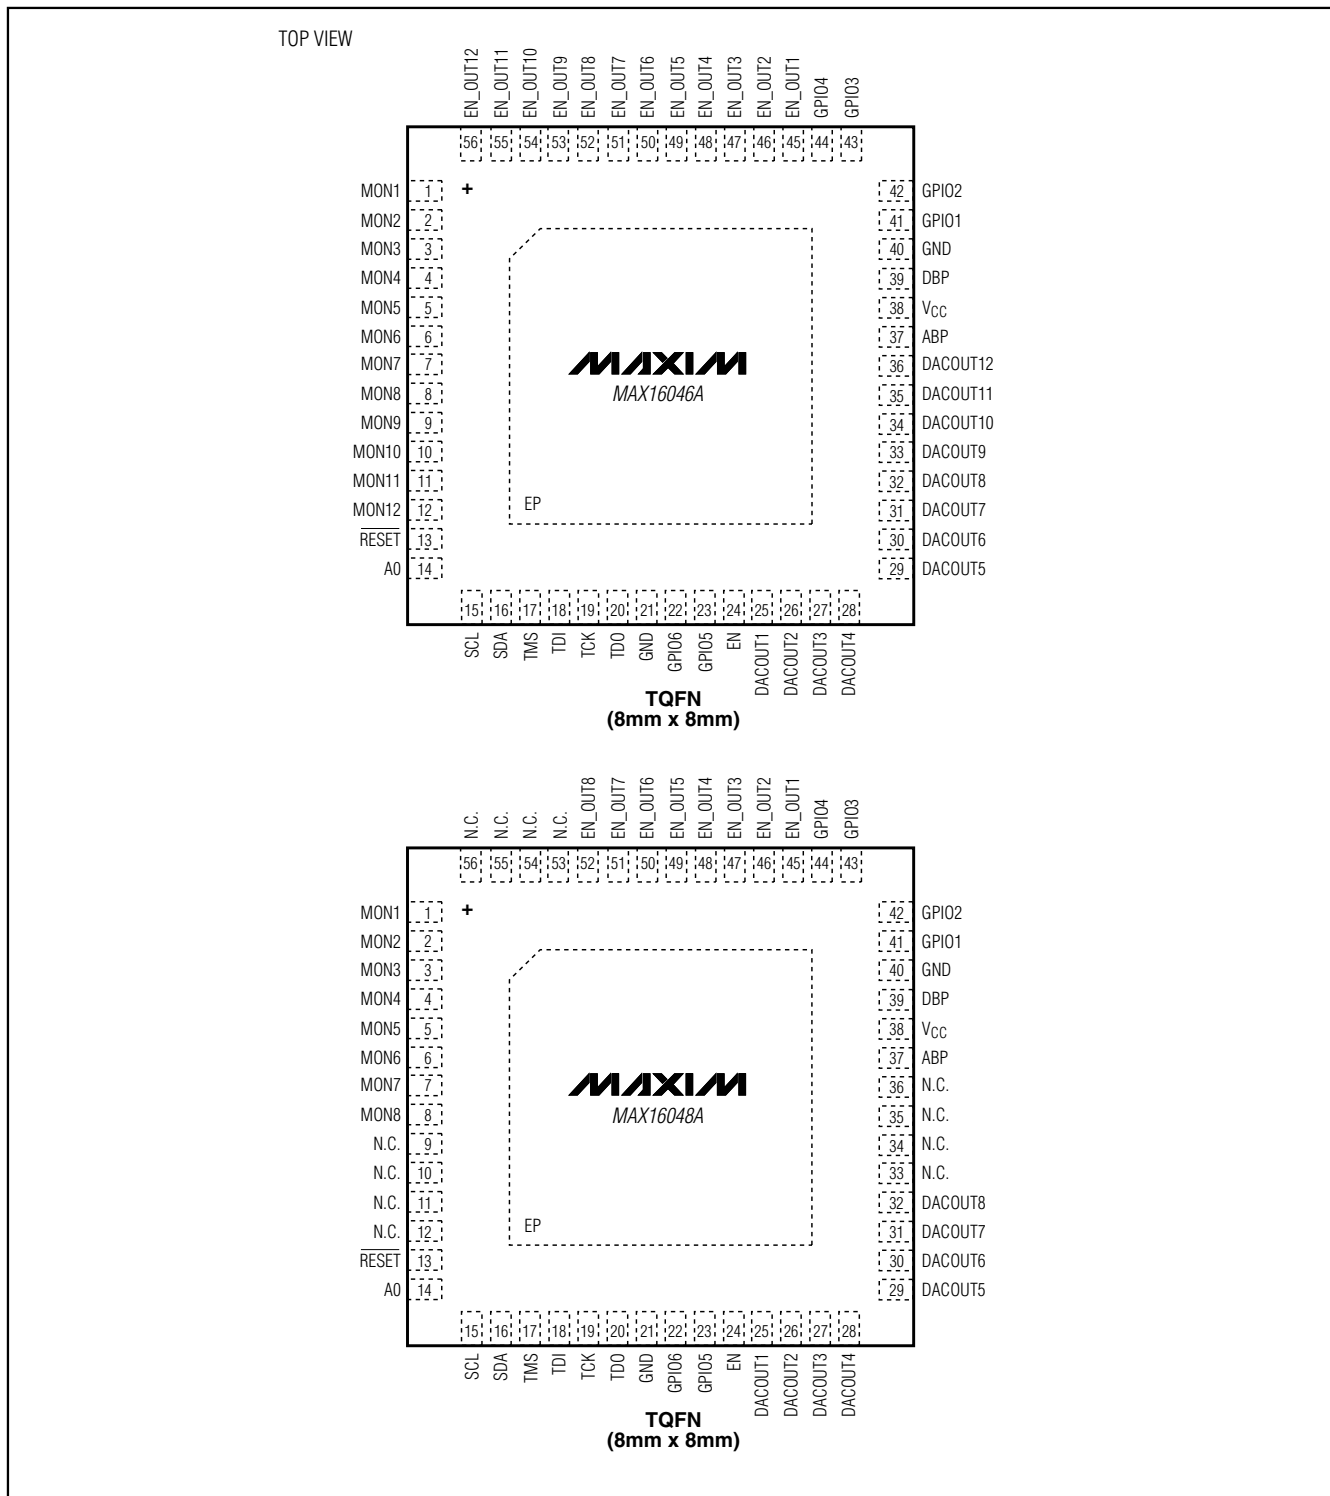 TOP VIEW
EN_OUT12 EN_OUT11 EN_OUT10 EN_OUT9 EN_OUT8 EN_OUT7 EN_OUT6 EN_OUT5 EN_OUT4 EN_OUT3 EN_OUT2 EN_OUT1 GPIO4 GPIO3
56 55 54 53 52 51 50 49 48 47 46 45 44 43
MON1 1 + 42 GPIO2
MON2 2 41 GPIO1
MON3 3 40 GND
MON4 4 39 DBP
MON5 5 38 VCC
MON6 6 37 ABP
MON7 7 MAXIM 36 DACOUT12
MON8 8 MAX16046A 35 DACOUT11
MON9 9 34 DACOUT10
MON10 10 33 DACOUT9
MON11 11 32 DACOUT8
MON12 12 EP 31 DACOUT7
RESET 13 30 DACOUT6
A0 14 29 DACOUT5
15 16 17 18 19 20 21 22 23 24 25 26 27 28
SCL SDA TMS TDI TCK TDO GND GPIO6 GPIO5 EN DACOUT1 DACOUT2 DACOUT3 DACOUT4
TQFN
(8mm x 8mm)
N.C. N.C. N.C. N.C. EN_OUT8 EN_OUT7 EN_OUT6 EN_OUT5 EN_OUT4 EN_OUT3 EN_OUT2 EN_OUT1 GPIO4 GPIO3
56 55 54 53 52 51 50 49 48 47 46 45 44 43
MON1 1 + 42 GPIO2
MON2 2 41 GPIO1
MON3 3 40 GND
MON4 4 39 DBP
MON5 5 38 VCC
MON6 6 37 ABP
MON7 7 MAXIM 36 N.C.
MON8 8 MAX16048A 35 N.C.
N.C. 9 34 N.C.
N.C. 10 33 N.C.
N.C. 11 32 DACOUT8
N.C. 12 EP 31 DACOUT7
RESET 13 30 DACOUT6
A0 14 29 DACOUT5
15 16 17 18 19 20 21 22 23 24 25 26 27 28
SCL SDA TMS TDI TCK TDO GND GPIO6 GPIO5 EN DACOUT1 DACOUT2 DACOUT3 DACOUT4
TQFN
(8mm x 8mm)